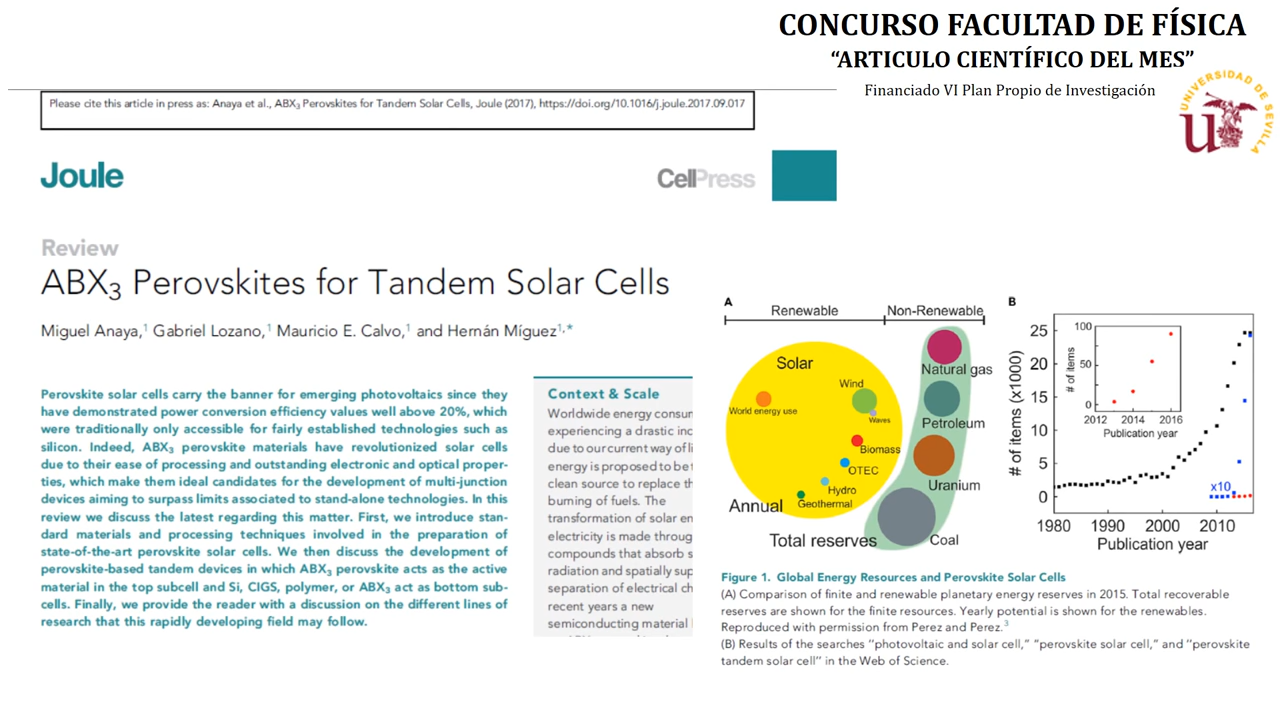 CONCURSO FACULTAD DE FÍSICA
“ARTICULO CIENTÍFICO DEL MES”
Financiado VI Plan Propio de Investigación
UNIVERSIDAD DE SEVILLA
Please cite this article in press as: Anaya et al., ABX3 Perovskites for Tandem Solar Cells, Joule (2017), https://doi.org/10.1016/j.joule.2017.09.017
Joule
CellPress
Review
ABX3 Perovskites for Tandem Solar Cells
Miguel Anaya,1 Gabriel Lozano,1 Mauricio E. Calvo,1 and Hernán Míguez1,*
Perovskite solar cells carry the banner for emerging photovoltaics since they
have demonstrated power conversion efficiency values well above 20%, which
were traditionally only accessible for fairly established technologies such as
silicon. Indeed, ABX3 perovskite materials have revolutionized solar cells
due to their ease of processing and outstanding electronic and optical proper-
ties, which make them ideal candidates for the development of multi-junction
devices aiming to surpass limits associated to stand-alone technologies. In this
review we discuss the latest regarding this matter. First, we introduce stan-
dard materials and processing techniques involved in the preparation of
state-of-the-art perovskite solar cells. We then discuss the development of
perovskite-based tandem devices in which ABX3 perovskite acts as the active
material in the top subcell and Si, CIGS, polymer, or ABX3 act as bottom sub-
cells. Finally, we provide the reader with a discussion on the different lines of
research that this rapidly developing field may follow.
Context & Scale
Worldwide energy consun
experiencing a drastic inc
due to our current way of li
energy is proposed to be t
clean source to replace th
burning of fuels. The
transformation of solar en
electricity is made throug
compounds that absorb s
radiation and spatially sup
separation of electrical ch
recent years a new
semiconducting material
A
Renewable
Non-Renewable
Solar
World energy use
Wind
Waves
Biomass
OTEC
Hydro
Geothermal
Annual
Natural gas
Petroleum
Uranium
Total reserves
Coal
B
# of items (x1000)
25
20
15
10
5
0
1980 1990 2000 2010
Publication year
# of items
100
50
0
2012 2014 2016
Publication year
x10
Figure 1. Global Energy Resources and Perovskite Solar Cells
(A) Comparison of finite and renewable planetary energy reserves in 2015. Total recoverable
reserves are shown for the finite resources. Yearly potential is shown for the renewables.
Reproduced with permission from Perez and Perez.3
(B) Results of the searches “photovoltaic and solar cell,” “perovskite solar cell,” and “perovskite
tandem solar cell” in the Web of Science.